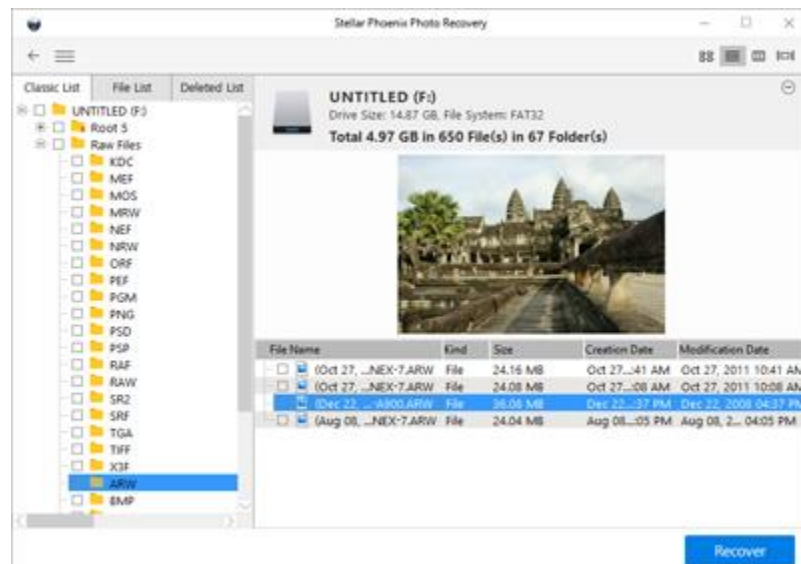 Stellar Phoenix Photo Recovery
Classic List File List Deleted List
UNTITLED (F:)
Root 5
Raw Files
KDC
MEF
MOS
MRW
NEF
NRW
ORF
PEF
PGM
PNG
PSD
PSP
RAF
RAW
SR2
SRF
TGA
TIFF
X3F
ARW
BMP
UNTITLED (F:)
Drive Size: 14.87 GB, File System: FAT32
Total 4.97 GB in 650 File(s) in 67 Folder(s)
File Name Kind Size Creation Date Modification Date
(Oct 27, ...NEX-7.ARW File 24.16 MB Oct 27...:41 AM Oct 27, 2011 10:41 AM
(Oct 27, ...NEX-7.ARW File 24.08 MB Oct 27...:08 AM Oct 27, 2011 10:08 AM
(Dec 22, ...-A900.ARW File 36.06 MB Dec 22...:37 PM Dec 22, 2008 04:37 PM
(Aug 08, ...NEX-7.ARW File 24.04 MB Aug 08...:05 PM Aug 08, 2... 04:05 PM
Recover